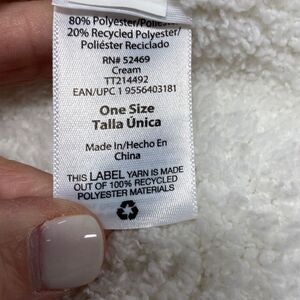 80% Polyester/Poliéster
20% Recycled Polyester/
Poliéster Reciclado
RN# 52469
Cream
TT214492
EAN/UPC 1 9556403181
One Size
Talla Única
Made In/Hecho En
China
THIS LABEL YARN IS MADE
OUT OF 100% RECYCLED
POLYESTER MATERIALS